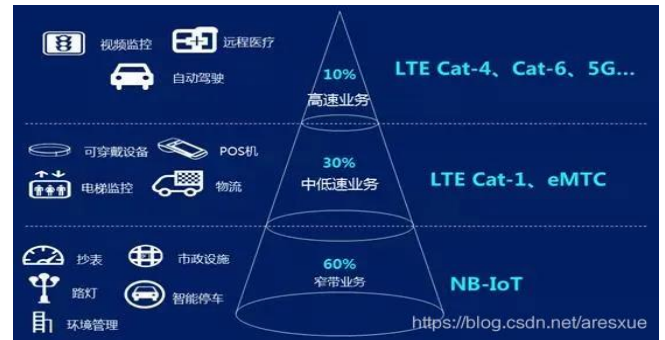 视频监控 远程医疗
自动驾驶
10%
高速业务
LTE Cat-4、Cat-6、5G...
可穿戴设备 POS机
电梯监控 物流
30%
中低速业务
LTE Cat-1、eMTC
抄表 市政设施
路灯 智能停车
环境管理
60%
窄带业务
NB-IoT
https://blog.csdn.net/aresxue